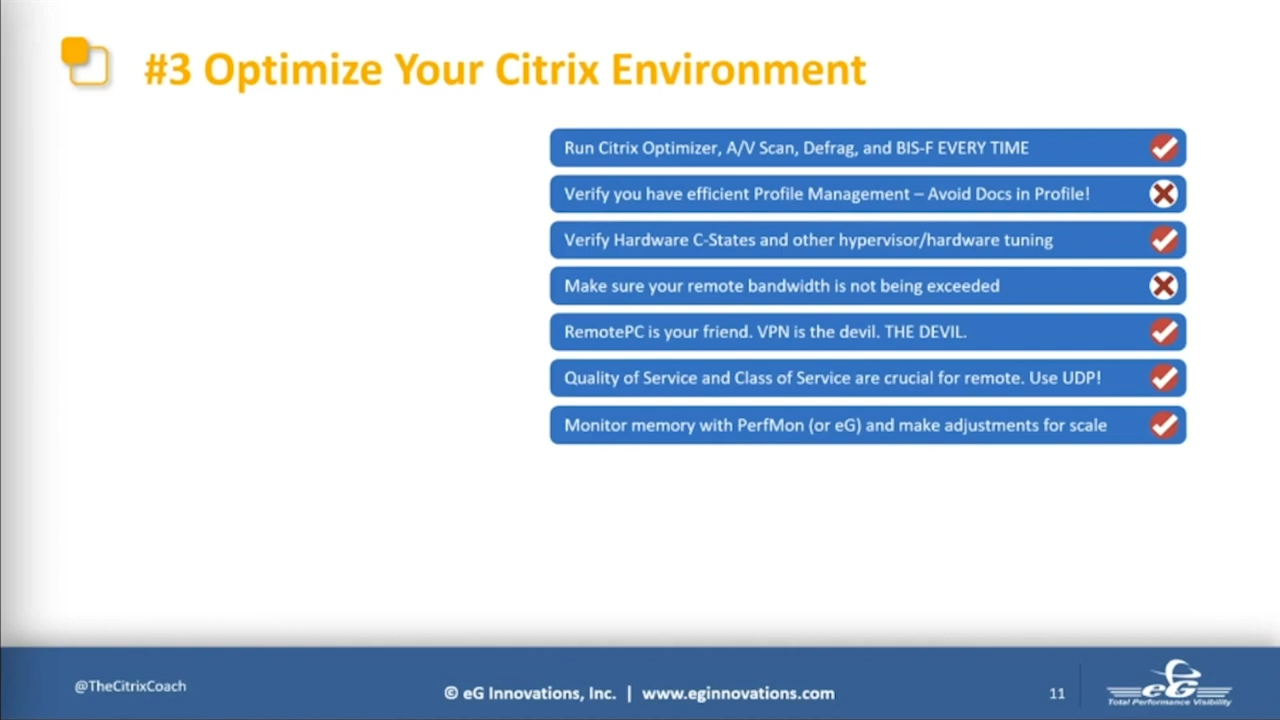 #3 Optimize Your Citrix Environment
Run Citrix Optimizer, A/V Scan, Defrag, and BIS-F EVERY TIME
Verify you have efficient Profile Management – Avoid Docs in Profile!
Verify Hardware C-States and other hypervisor/hardware tuning
Make sure your remote bandwidth is not being exceeded
RemotePC is your friend. VPN is the devil. THE DEVIL.
Quality of Service and Class of Service are crucial for remote. Use UDP!
Monitor memory with PerfMon (or eG) and make adjustments for scale
@TheCitrixCoach
© eG Innovations, Inc. | www.eginnovations.com
11
eG
Total Performance Visibility